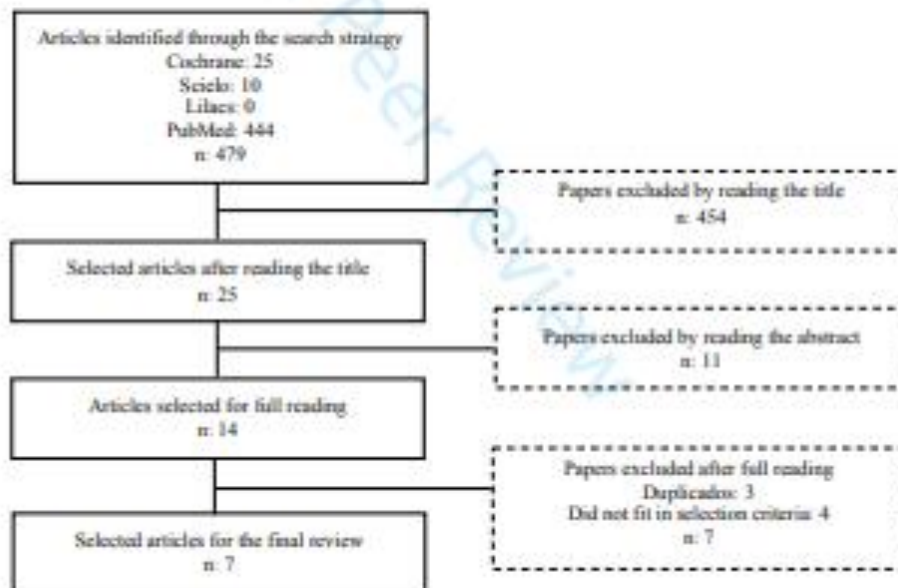 Articles identified through the search strategy
Cochrane: 25
Scielo: 10
Lilacs: 0
PubMed: 444
n: 479
Papers excluded by reading the title
n: 454
Selected articles after reading the title
n: 25
Papers excluded by reading the abstract
n: 11
Articles selected for full reading
n: 14
Papers excluded after full reading
Duplicados: 3
Did not fit in selection criteria: 4
n: 7
Selected articles for the final review
n: 7
Peer Review